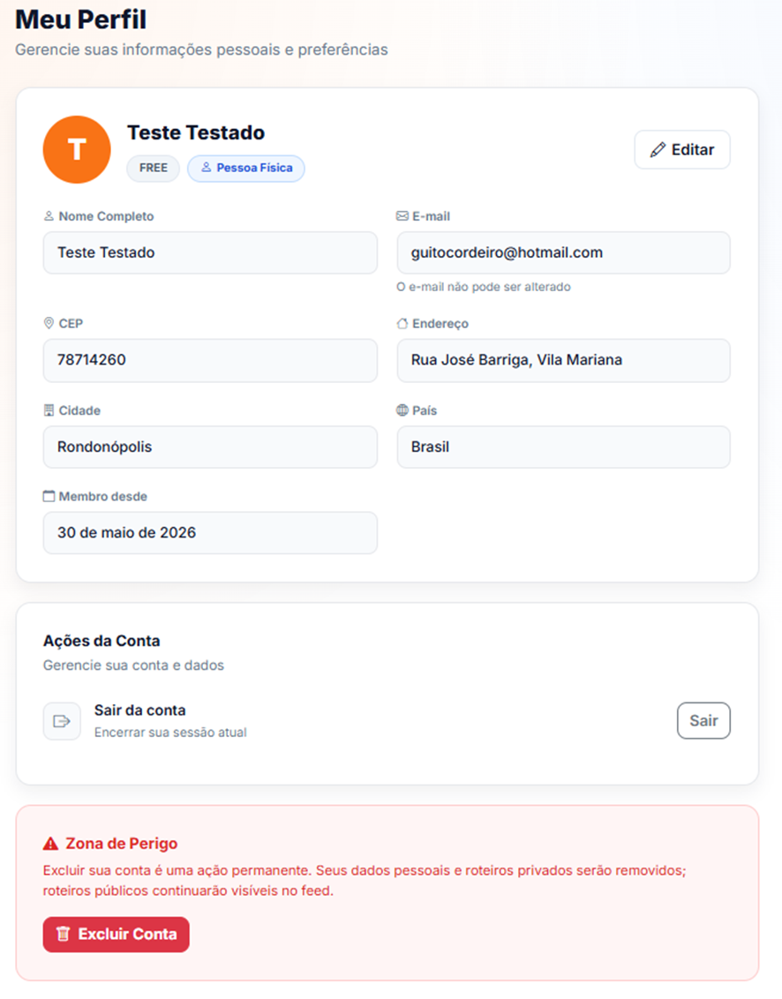 Meu Perfil
Gerencie suas informações pessoais e preferências
T
Teste Testado
FREE
Pessoa Física
Editar
Nome Completo
E-mail
Teste Testado
guitocordeiro@hotmail.com
O e-mail não pode ser alterado
CEP
Endereço
78714260
Rua José Barriga, Vila Mariana
Cidade
País
Rondonópolis
Brasil
Membro desde
30 de maio de 2026
Ações da Conta
Gerencie sua conta e dados
Sair da conta
Encerrar sua sessão atual
Sair
Zona de Perigo
Excluir sua conta é uma ação permanente. Seus dados pessoais e roteiros privados serão removidos;
roteiros públicos continuarão visíveis no feed.
Excluir Conta